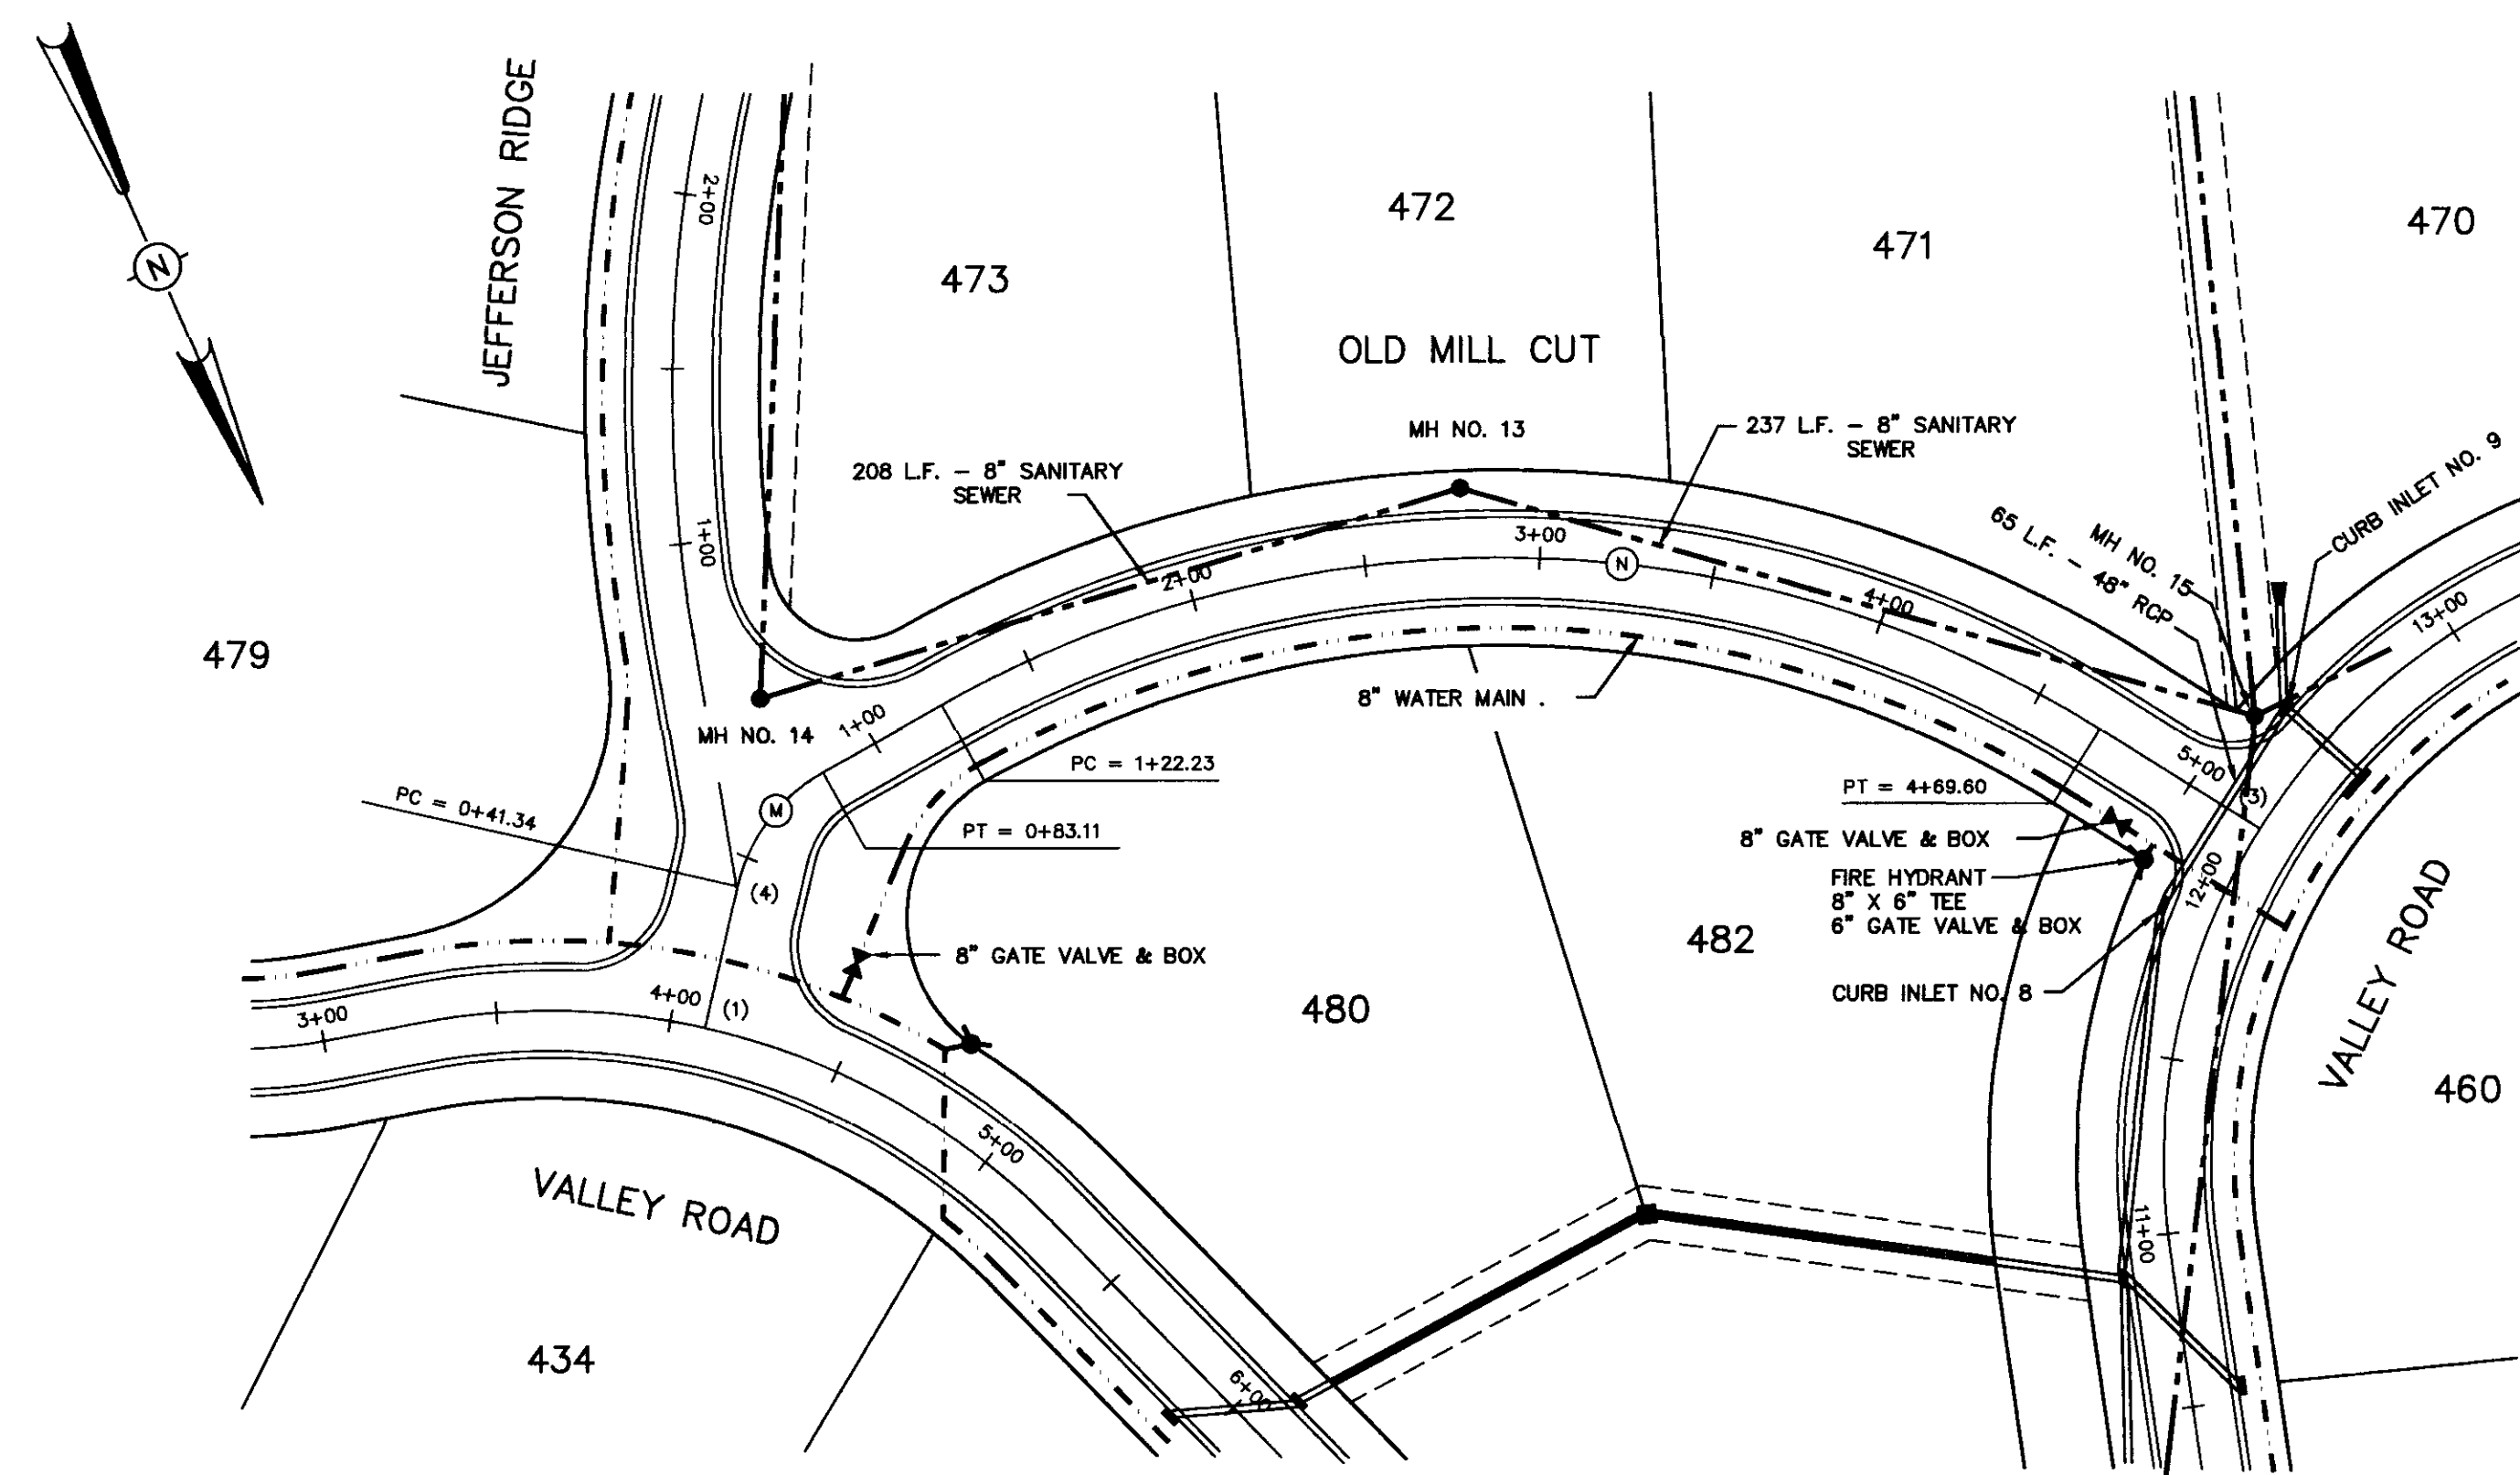 JEFFERSON RIDGE
N
2+00
1+00
473
472
471
470
OLD MILL CUT
MH NO. 13
208 L.F. – 8" SANITARY
SEWER
237 L.F. – 8" SANITARY
SEWER
CURB INLET NO. 9
MH NO. 15
65 L.F. – 48" RCP
3+00
N
2+00
4+00
13+00
479
8" WATER MAIN .
MH NO. 14
1+00
PC = 1+22.23
5+00
(3)
PC = 0+41.34
M
PT = 0+83.11
PT = 4+69.60
8" GATE VALVE & BOX
FIRE HYDRANT
8" X 6" TEE
6" GATE VALVE & BOX
12+00
(4)
8" GATE VALVE & BOX
482
CURB INLET NO. 8
VALLEY ROAD
4+00
(1)
3+00
480
460
5+00
VALLEY ROAD
11+00
434
6+00